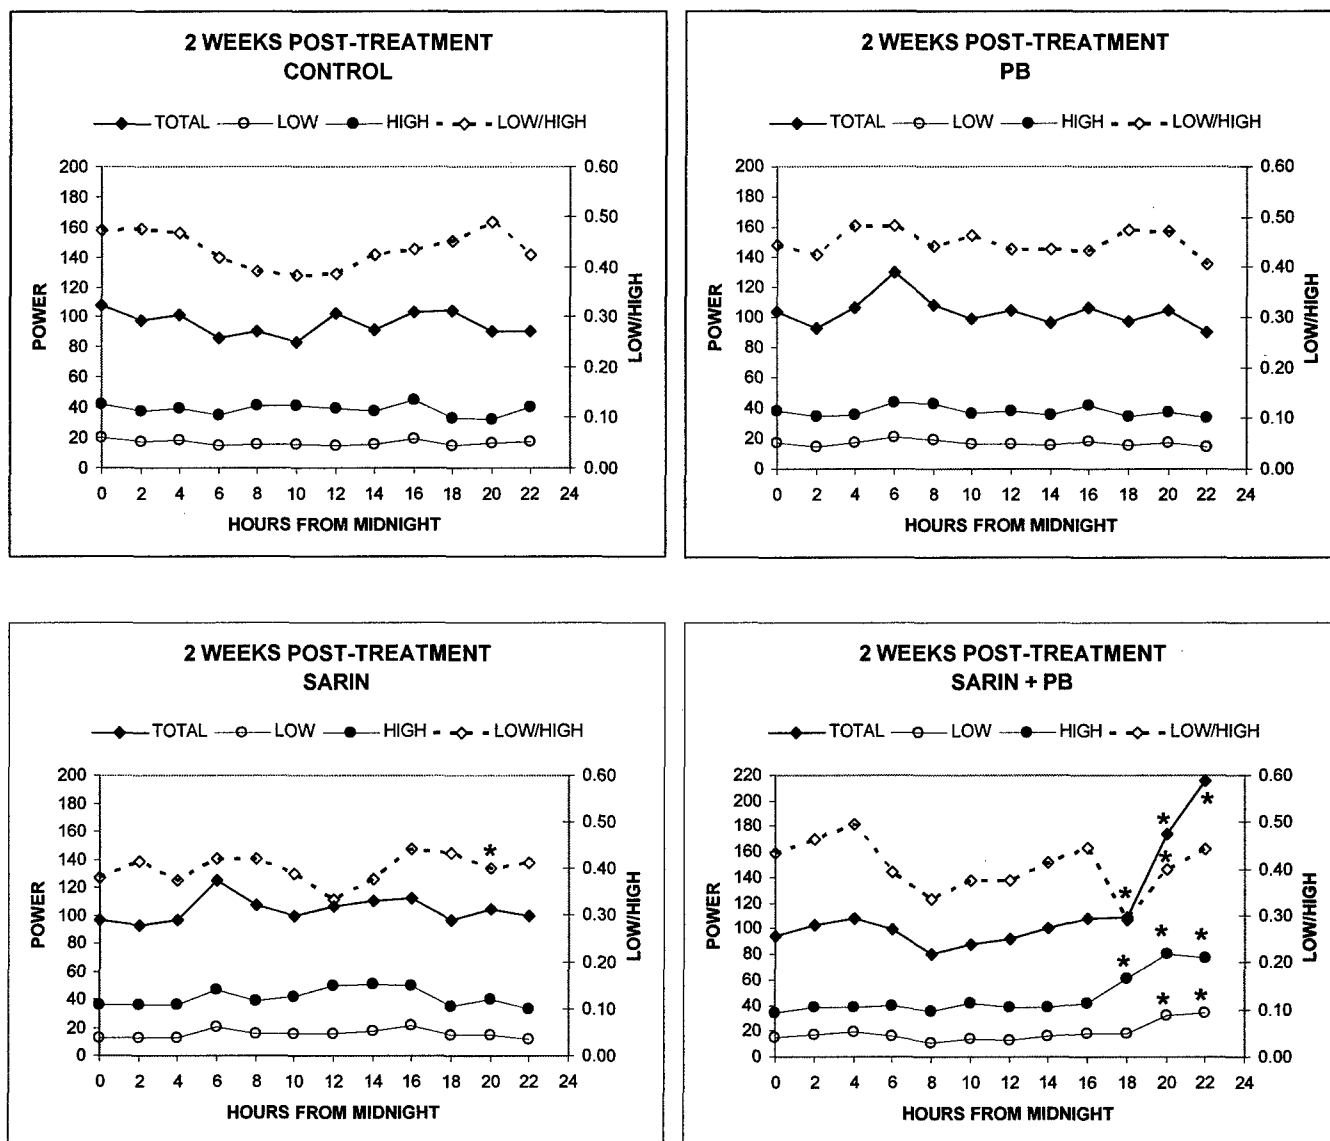 2 WEEKS POST-TREATMENT
CONTROL
TOTAL LOW HIGH LOW/HIGH
200 0.60
180
160 0.50
140
120 0.40
100 0.30
80
60 0.20
40 0.10
20
0 0.00
0 2 4 6 8 10 12 14 16 18 20 22 24
POWER
LOW/HIGH
HOURS FROM MIDNIGHT
2 WEEKS POST-TREATMENT
PB
TOTAL LOW HIGH LOW/HIGH
200 0.60
180
160 0.50
140
120 0.40
100 0.30
80
60 0.20
40 0.10
20
0 0.00
0 2 4 6 8 10 12 14 16 18 20 22 24
POWER
LOW/HIGH
HOURS FROM MIDNIGHT
2 WEEKS POST-TREATMENT
SARIN
TOTAL LOW HIGH LOW/HIGH
200 0.60
180
160 0.50
140 *
120 0.40
100 0.30
80
60 0.20
40 0.10
20
0 0.00
0 2 4 6 8 10 12 14 16 18 20 22 24
POWER
LOW/HIGH
HOURS FROM MIDNIGHT
2 WEEKS POST-TREATMENT
SARIN + PB
TOTAL LOW HIGH LOW/HIGH
220 0.60
200 *
180 0.50 *
160 *
140 0.40
120 * 0.30
100 * *
80 0.20 *
60
40 0.10 * *
20
0 0.00
0 2 4 6 8 10 12 14 16 18 20 22 24
POWER
LOW/HIGH
HOURS FROM MIDNIGHT